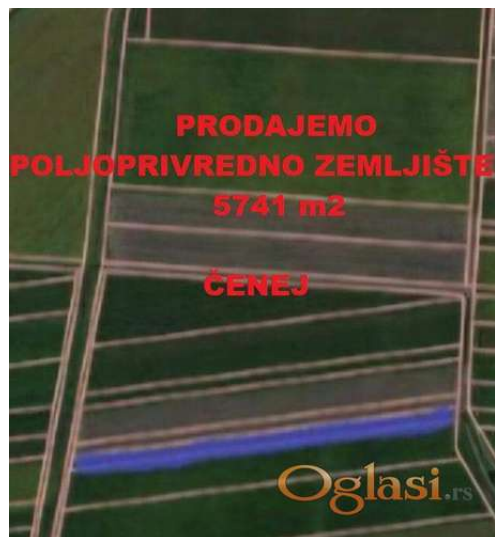 PRODAJEMO
POLJOPRIVREDNO ZEMLJIŠTE
5741 m2
ČENEJ
Oglasi.rs